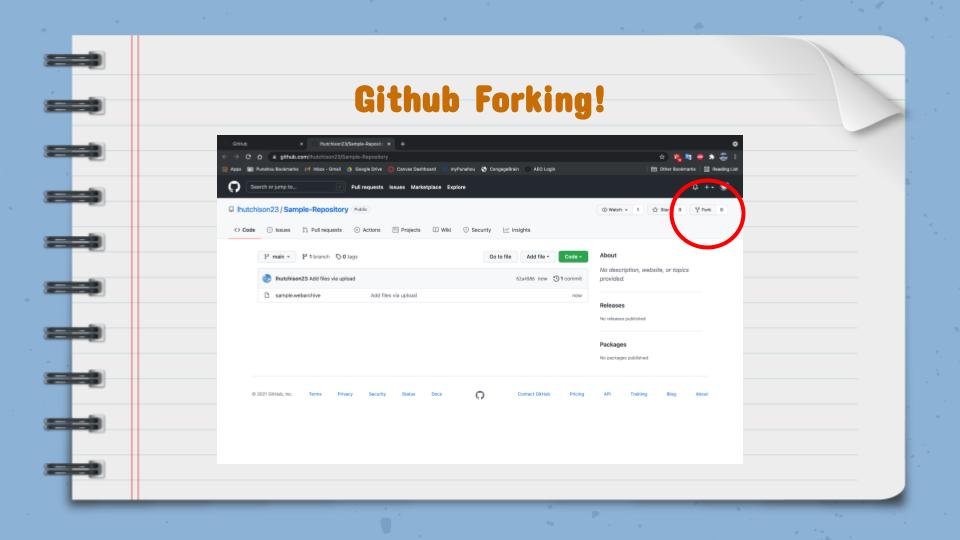 Github Forking!
GitHub × lhutchison23/Sample-Reposit × +
github.com/lhutchison23/Sample-Repository
Apps Punahou Bookmarks Inbox - Gmail Google Drive Canvas Dashboard myPunahou CengageBrain AEO Login Other Bookmarks Reading List
Search or jump to... / Pull requests Issues Marketplace Explore
lhutchison23 / Sample-Repository Public Watch 1 Star 0 Fork 0
Code Issues Pull requests Actions Projects Wiki Security Insights
main 1 branch 0 tags Go to file Add file Code About
lhutchison23 Add files via upload now 1 commit No description, website, or topics
provided.
sample.webarchive Add files via upload now
Releases
No releases published
Packages
No packages published
© 2021 GitHub, Inc. Terms Privacy Security Status Docs Contact GitHub Pricing API Training Blog About